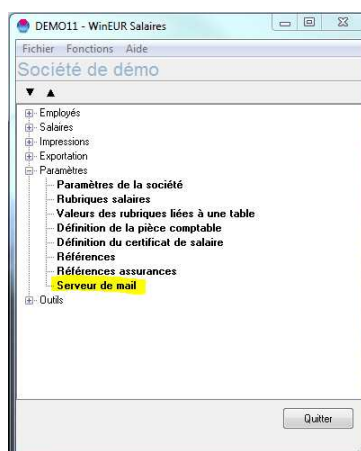 DEMO11 - WinEUR Salaires
Fichier Fonctions Aide
Société de démo
Employés
Salaires
Impressions
Exportation
Paramètres
Paramètres de la société
Rubriques salaires
Valeurs des rubriques liées à une table
Définition de la pièce comptable
Définition du certificat de salaire
Références
Références assurances
Serveur de mail
Outils
Quitter